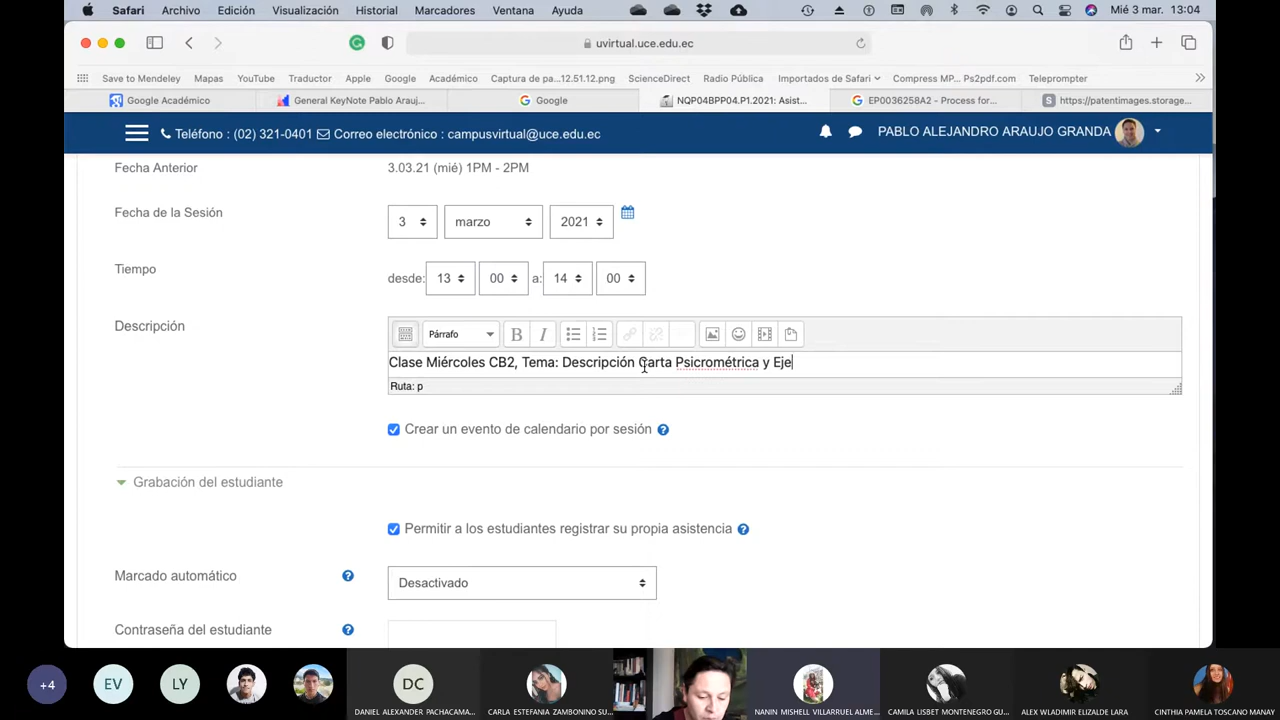 Safari Archivo Edición Visualización Historial Marcadores Ventana Ayuda Mié 3 mar. 13:04
uvirtual.uce.edu.ec
Save to Mendeley Mapas YouTube Traductor Apple Google Académico Captura de pa...12.51.12.png ScienceDirect Radio Pública Importados de Safari Compress MP... Ps2pdf.com Teleprompter
Google Académico General KeyNote Pablo Arauj... Google NQP04BPP04.P1.2021: Asist... EP0036258A2 - Process for... https://patentimages.storage...
Teléfono : (02) 321-0401 Correo electrónico : campusvirtual@uce.edu.ec PABLO ALEJANDRO ARAUJO GRANDA
Fecha Anterior 3.03.21 (mié) 1PM - 2PM
Fecha de la Sesión 3 marzo 2021
Tiempo desde: 13 00 a: 14 00
Descripción Párrafo B I
Clase Miércoles CB2, Tema: Descripción Carta Psicrométrica y Eje
Ruta: p
Crear un evento de calendario por sesión
Grabación del estudiante
Permitir a los estudiantes registrar su propia asistencia
Marcado automático Desactivado
Contraseña del estudiante
+4 EV LY DC
DANIEL ALEXANDER PACHACAMA... CARLA ESTEFANIA ZAMBONINO SU... NANIN MISHELL VILLARRUEL ALME... CAMILA LISBET MONTENEGRO GU... ALEX WLADIMIR ELIZALDE LARA CINTHIA PAMELA TOSCANO MANAY